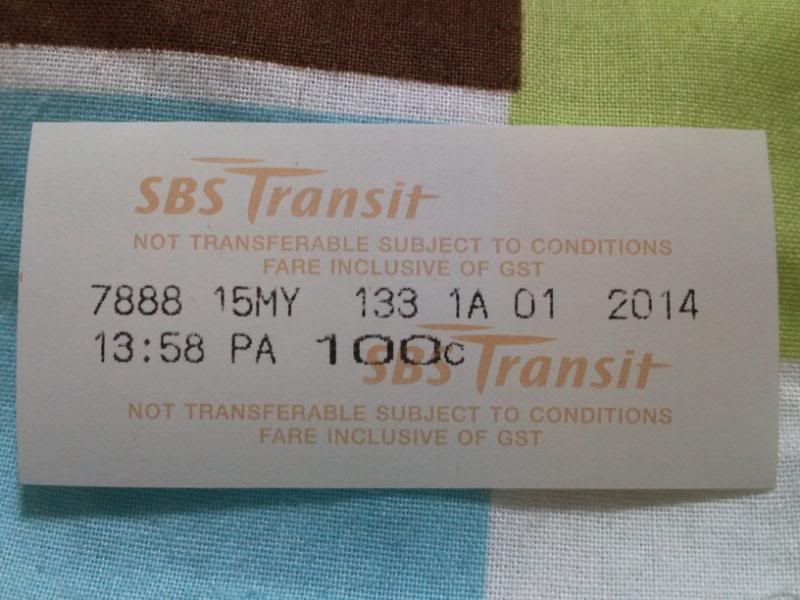 SBS Transit
NOT TRANSFERABLE SUBJECT TO CONDITIONS
FARE INCLUSIVE OF GST
7888 15MY 133 1A 01 2014
13:58 PA 100c
SBS Transit
NOT TRANSFERABLE SUBJECT TO CONDITIONS
FARE INCLUSIVE OF GST